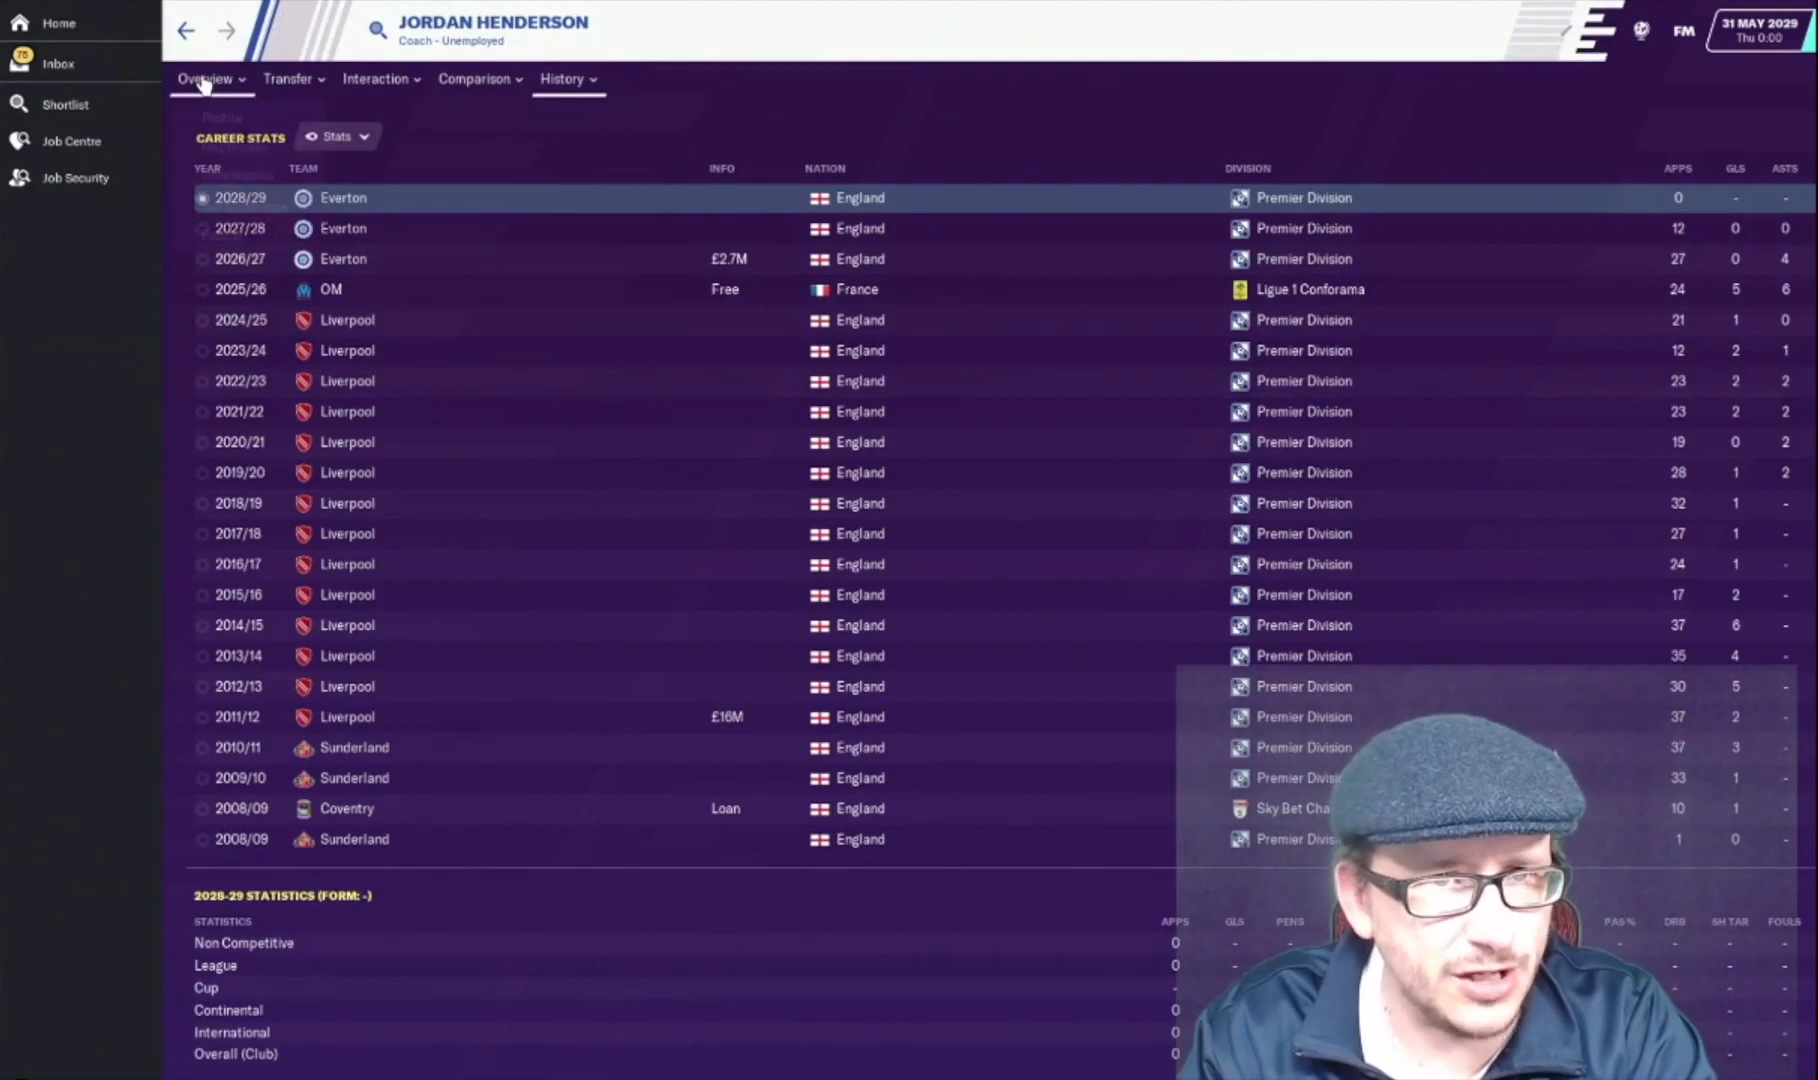 Home
75
Inbox
Shortlist
Job Centre
Job Security
JORDAN HENDERSON
Coach - Unemployed
FM
31 MAY 2029
Thu 0:00
Overview Transfer Interaction Comparison History
Profile
CAREER STATS Stats
YEAR TEAM INFO NATION DIVISION APPS GLS ASTS
2028/29 Everton England Premier Division 0 - -
2027/28 Everton England Premier Division 12 0 0
2026/27 Everton £2.7M England Premier Division 27 0 4
2025/26 OM Free France Ligue 1 Conforama 24 5 6
2024/25 Liverpool England Premier Division 21 1 0
2023/24 Liverpool England Premier Division 12 2 1
2022/23 Liverpool England Premier Division 23 2 2
2021/22 Liverpool England Premier Division 23 2 2
2020/21 Liverpool England Premier Division 19 0 2
2019/20 Liverpool England Premier Division 28 1 2
2018/19 Liverpool England Premier Division 32 1 -
2017/18 Liverpool England Premier Division 27 1 -
2016/17 Liverpool England Premier Division 24 1 -
2015/16 Liverpool England Premier Division 17 2 -
2014/15 Liverpool England Premier Division 37 6 -
2013/14 Liverpool England Premier Division 35 4 -
2012/13 Liverpool England Premier Division 30 5 -
2011/12 Liverpool £16M England Premier Division 37 2 -
2010/11 Sunderland England Premier Division 37 3 -
2009/10 Sunderland England Premier Divisi 33 1 -
2008/09 Coventry Loan England Sky Bet Cha 10 1 -
2008/09 Sunderland England Premier Divis 1 0 -
2028-29 STATISTICS (FORM: -)
STATISTICS APPS GLS PENS PAS% DRB SH TAR FOULS
Non Competitive 0 - - - - - -
League 0 - - - -
Cup - - - -
Continental 0 - - -
International 0 - - -
Overall (Club) 0 - -